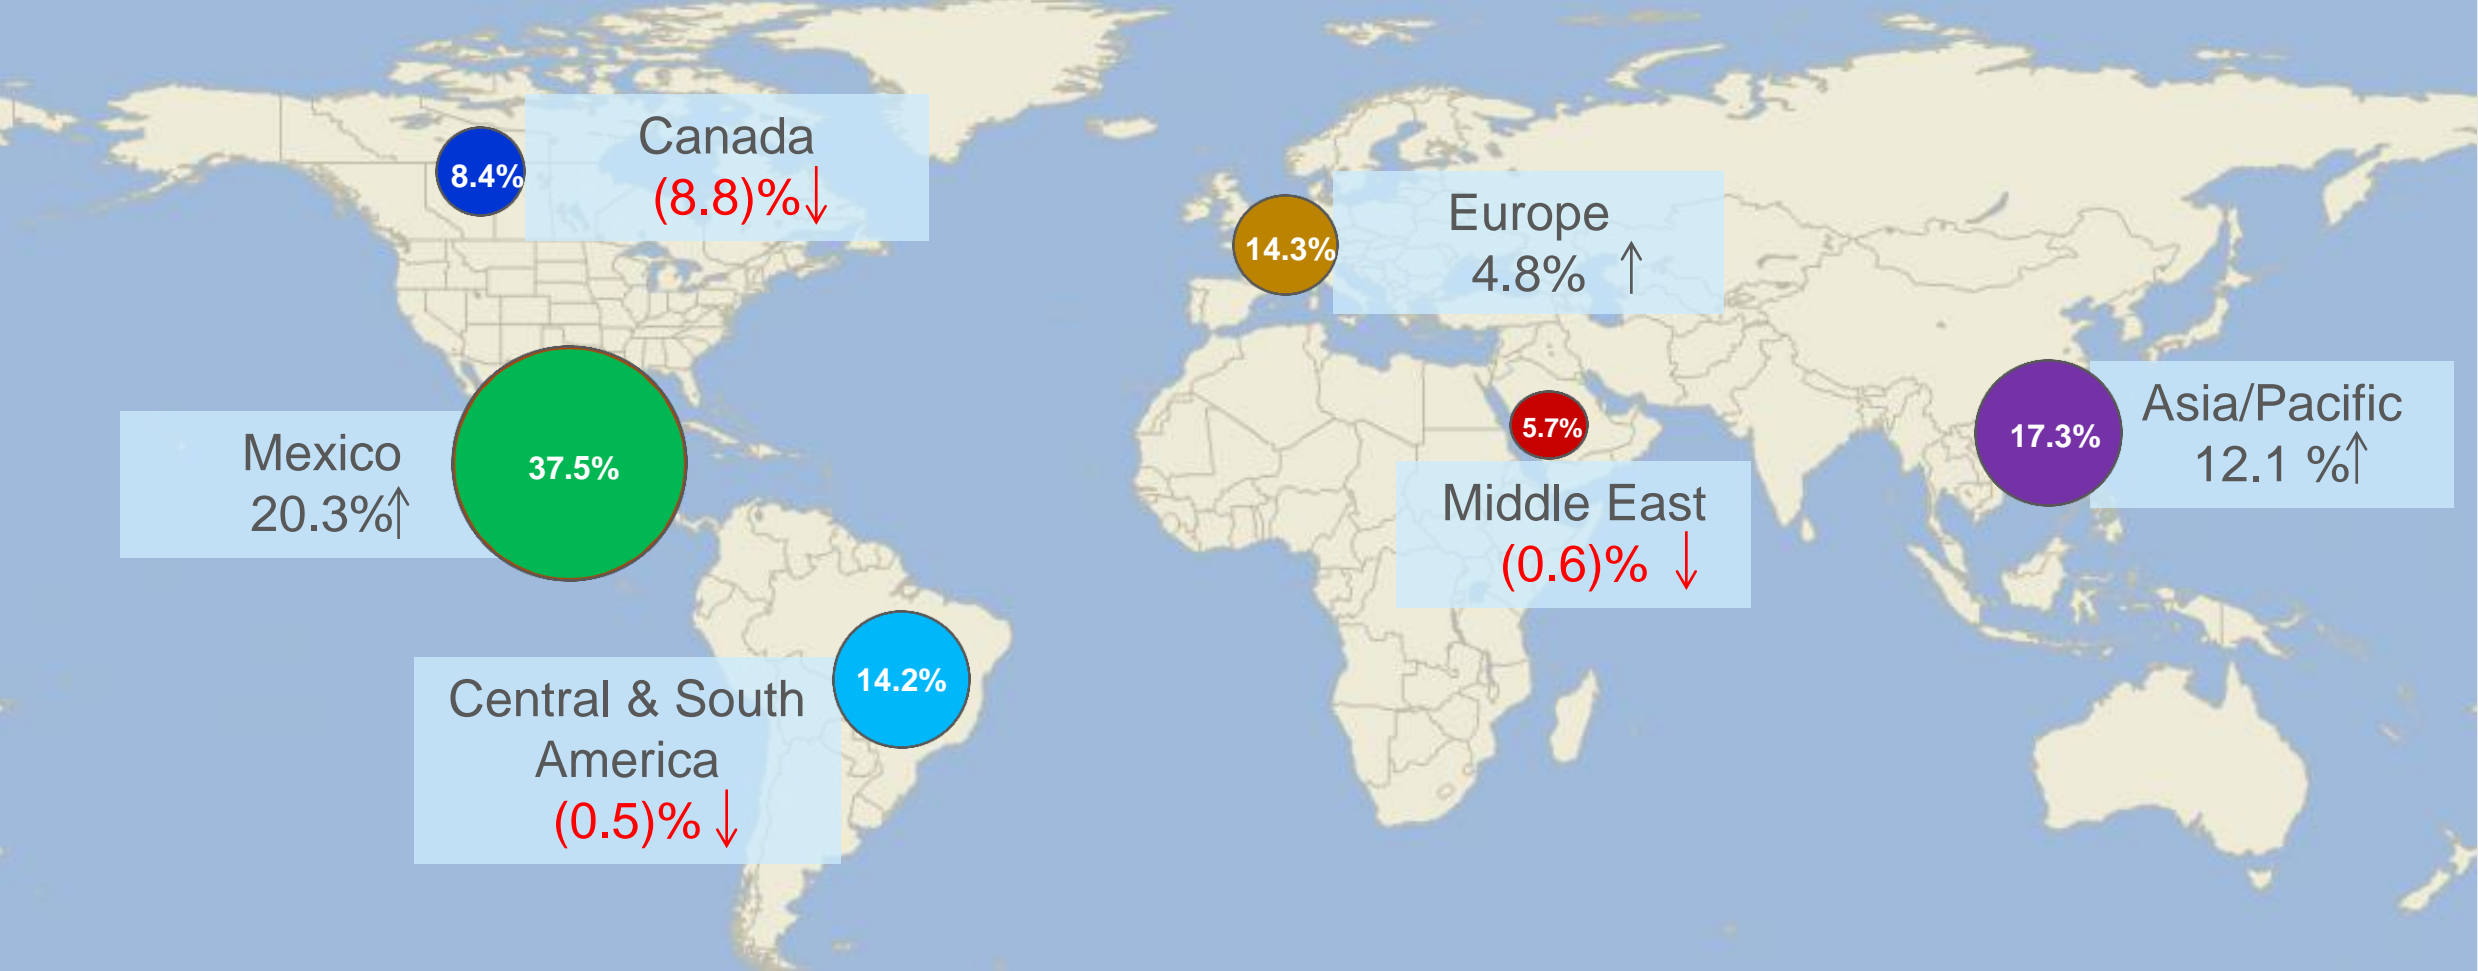 8.4%
Canada
(8.8)%↓
14.3%
Europe
4.8% ↑
Mexico
20.3%↑
37.5%
5.7%
Middle East
(0.6)% ↓
17.3%
Asia/Pacific
12.1 %↑
Central & South
America
(0.5)% ↓
14.2%